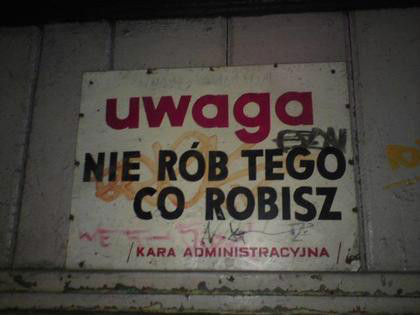 uwaga
NIE RÓB TEGO
CO ROBISZ
/ KARA ADMINISTRACYJNA /